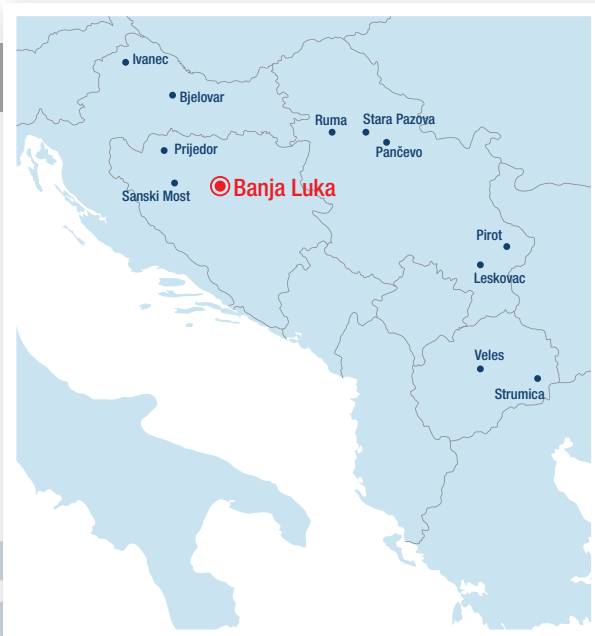 Ivanec
Bjelovar
Ruma
Stara Pazova
Pančevo
Prijedor
Sanski Most
Banja Luka
Pirot
Leskovac
Veles
Strumica